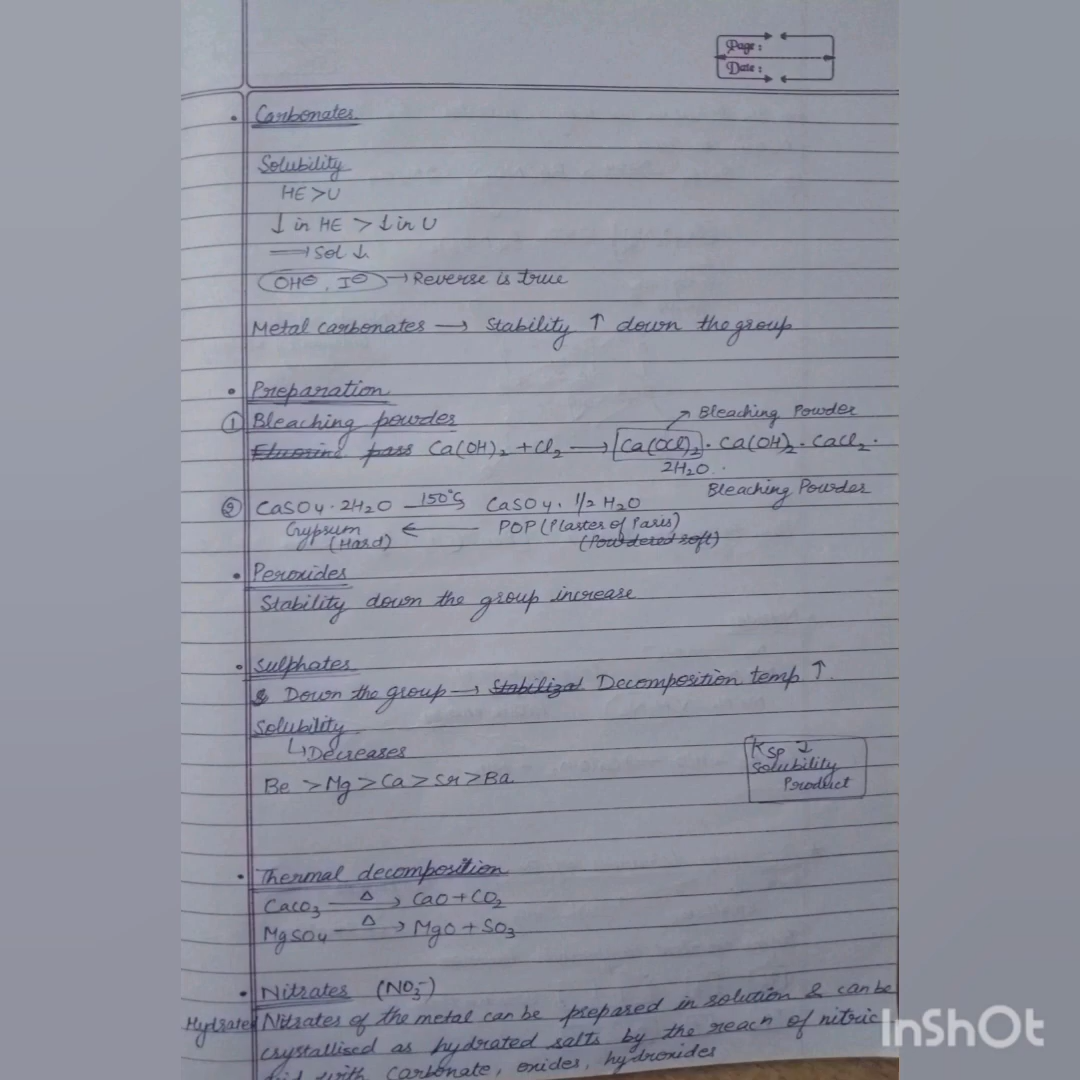 Page :
Date :
• Carbonates
Solubility
HE > U
↓ in HE > ↓ in U
⟹ Sol ↓
OH⊖, I⊖ → Reverse is true
Metal carbonates → Stability ↑ down the group
• Preparation
① Bleaching powder
→ Bleaching Powder
pass Ca(OH)₂ + Cl₂ → Ca(OCl)₂ · Ca(OH)₂ · CaCl₂ ·
2H₂O
Bleaching Powder
② CaSO₄ · 2H₂O 150°C CaSO₄ · 1/2 H₂O
Gypsum ← POP (Plaster of Paris)
(Hard) (Powdered soft)
• Peroxides
Stability down the group increase
• Sulphates
Down the group → Decomposition temp ↑
Solubility
↳ Decreases
Be > Mg > Ca > Sr > Ba
Ksp ↓
Solubility
Product
• Thermal decomposition
CaCO₃ —Δ→ CaO + CO₂
MgSO₄ —Δ→ MgO + SO₃
• Nitrates (NO₃⁻)
Hydrated Nitrates of the metal can be prepared in solution & can be
crystallised as hydrated salts by the reacn of nitric
with carbonate, oxides, hydroxides
InShOt